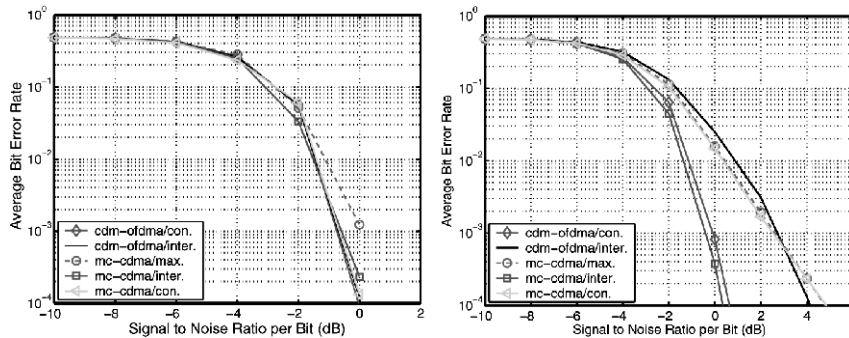 10^0
10^-1
10^-2
10^-3
10^-4
Average Bit Error Rate
cdm-ofdma/con.
cdm-ofdma/inter.
mc-cdma/max.
mc-cdma/inter.
mc-cdma/con.
-10 -8 -6 -4 -2 0 2
Signal to Noise Ratio per Bit (dB)
10^0
10^-1
10^-2
10^-3
10^-4
Average Bit Error Rate
cdm-ofdma/con.
cdm-ofdma/inter.
mc-cdma/max.
mc-cdma/inter.
mc-cdma/con.
-10 -8 -6 -4 -2 0 2 4
Signal to Noise Ratio per Bit (dB)